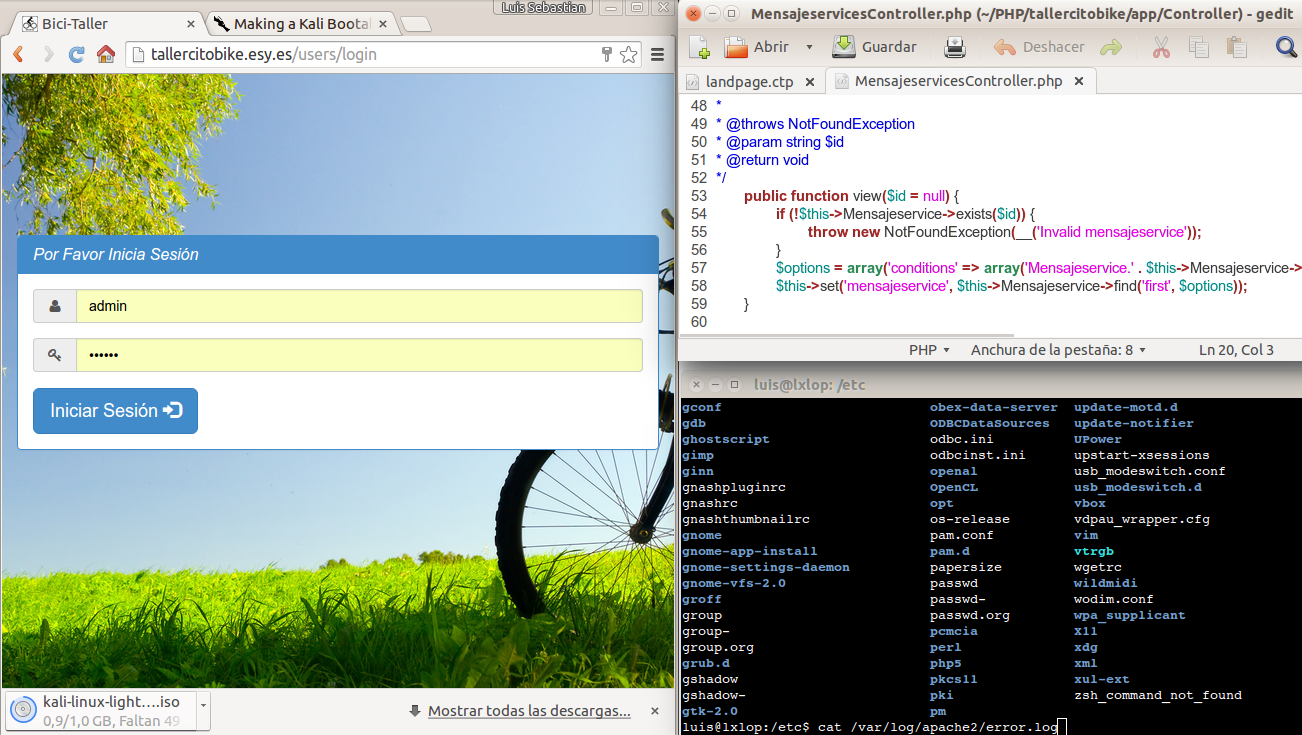 Luis Sebastian
Bici-Taller
Making a Kali Bootal
tallercitobike.esy.es/users/login
Por Favor Inicia Sesión
admin
••••••
Iniciar Sesión
kali-linux-light-....iso
0,9/1,0 GB, Faltan 49
Mostrar todas las descargas...
MensajeservicesController.php (~/PHP/tallercitobike/app/Controller) - gedit
Abrir Guardar Deshacer
landpage.ctp MensajeservicesController.php
48 *
49 * @throws NotFoundException
50 * @param string $id
51 * @return void
52 */
53 public function view($id = null) {
54 if (!$this->Mensajeservice->exists($id)) {
55 throw new NotFoundException(__('Invalid mensajeservice'));
56 }
57 $options = array('conditions' => array('Mensajeservice.' . $this->Mensajeservice->
58 $this->set('mensajeservice', $this->Mensajeservice->find('first', $options));
59 }
60
PHP Anchura de la pestaña: 8 Ln 20, Col 3
luis@lxlop: /etc
gconf obex-data-server update-motd.d
gdb ODBCDataSources update-notifier
ghostscript odbc.ini UPower
gimp odbcinst.ini upstart-xsessions
ginn openal usb_modeswitch.conf
gnashpluginrc OpenCL usb_modeswitch.d
gnashrc opt vbox
gnashthumbnailrc os-release vdpau_wrapper.cfg
gnome pam.conf vim
gnome-app-install pam.d vtrgb
gnome-settings-daemon papersize wgetrc
gnome-vfs-2.0 passwd wildmidi
groff passwd- wodim.conf
group passwd.org wpa_supplicant
group- pcmcia X11
group.org perl xdg
grub.d php5 xml
gshadow pkcs11 xul-ext
gshadow- pki zsh_command_not_found
gtk-2.0 pm
luis@lxlop:/etc$ cat /var/log/apache2/error.log